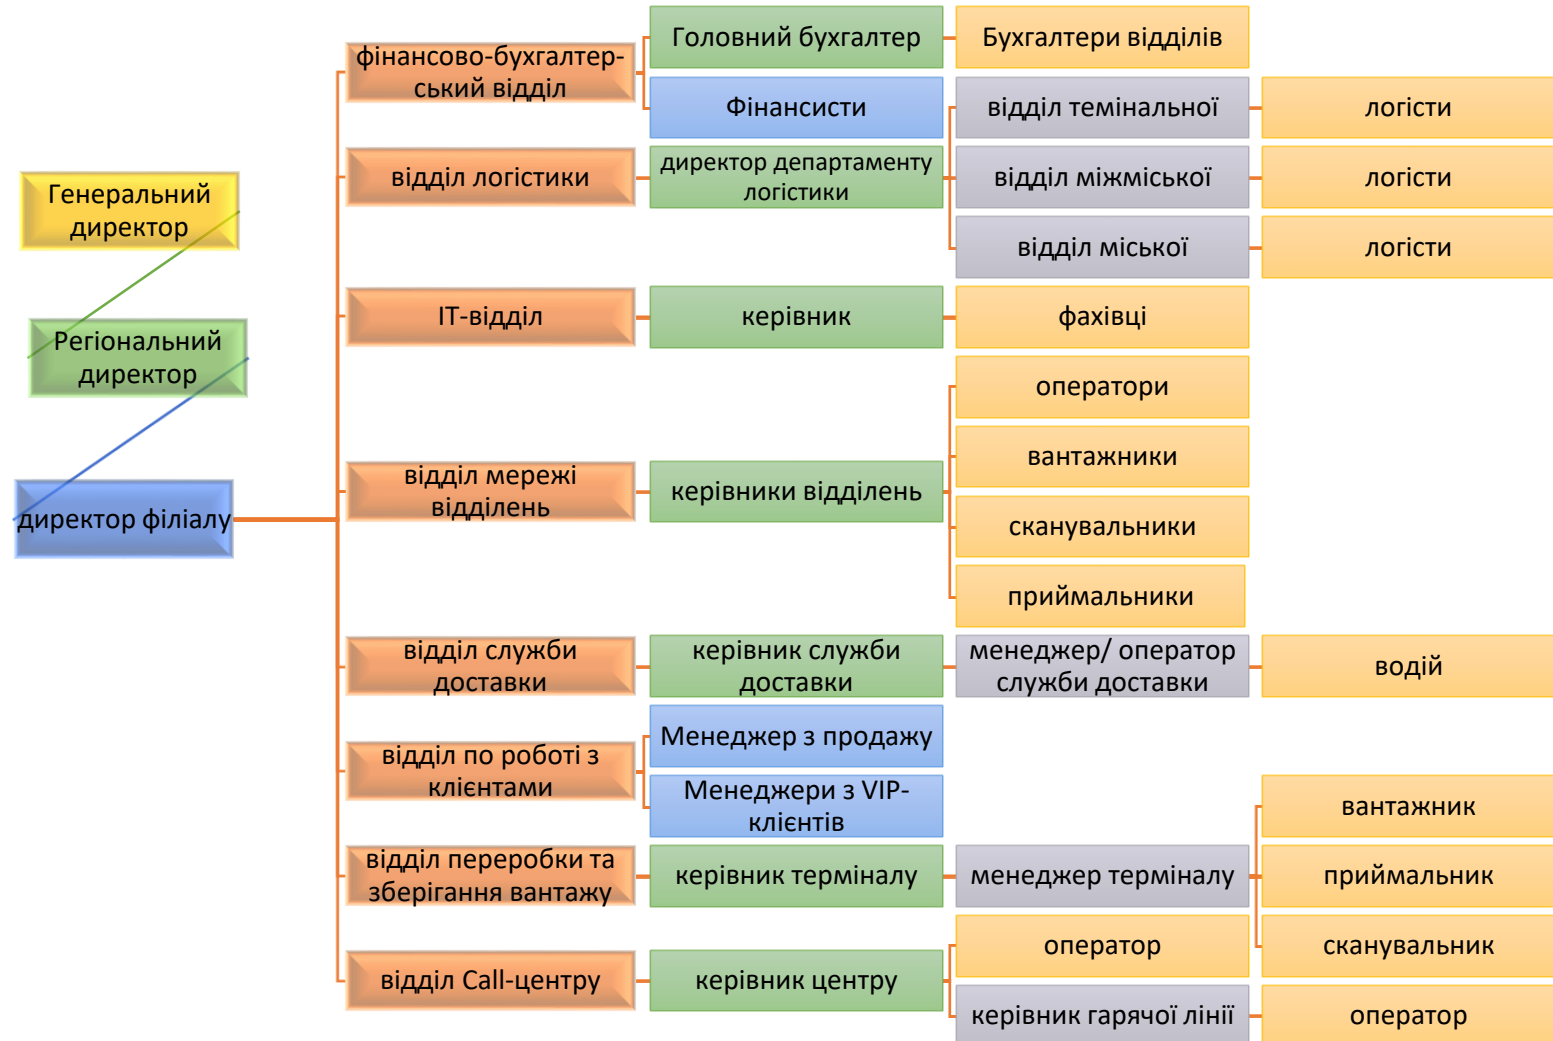 Генеральний
директор
Регіональний
директор
директор філіалу
фінансово-бухгалтер-
ський відділ
Головний бухгалтер
Бухгалтери відділів
Фінансисти
відділ логістики
директор департаменту
логістики
відділ темінальної
логісти
відділ міжміської
логісти
відділ міської
логісти
ІТ-відділ
керівник
фахівці
відділ мережі
відділень
керівники відділень
оператори
вантажники
сканувальники
приймальники
відділ служби
доставки
керівник служби
доставки
менеджер/ оператор
служби доставки
водій
відділ по роботі з
клієнтами
Менеджер з продажу
Менеджери з VIP-
клієнтів
відділ переробки та
зберігання вантажу
керівник терміналу
менеджер терміналу
вантажник
приймальник
сканувальник
відділ Call-центру
керівник центру
оператор
керівник гарячої лінії
оператор